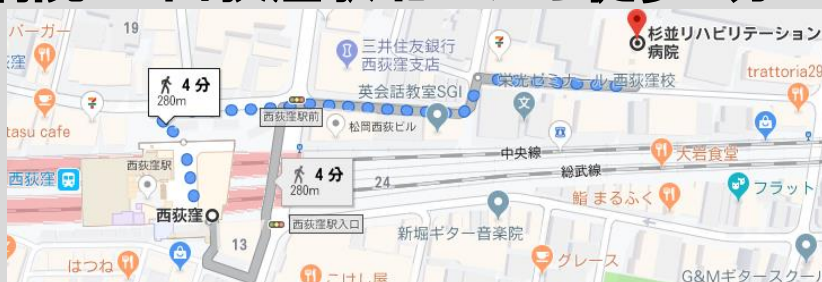 バーガー
19
三井住友銀行
西荻窪支店
杉並リハビリテーション
病院
4 分
280m
英会話教室SGI
栄光ゼミナール 西荻窪校
trattoria29
西荻窪駅前
松岡西荻ビル
tasu cafe
中央線
大岩食堂
西荻窪
西荻窪駅
4 分
280m
24
総武線
鮨 まるふく
フラット
西荻窪
西荻窪駅入口
新堀ギター音楽院
13
はつね
こけし屋
グレース
G&Mギタースクール